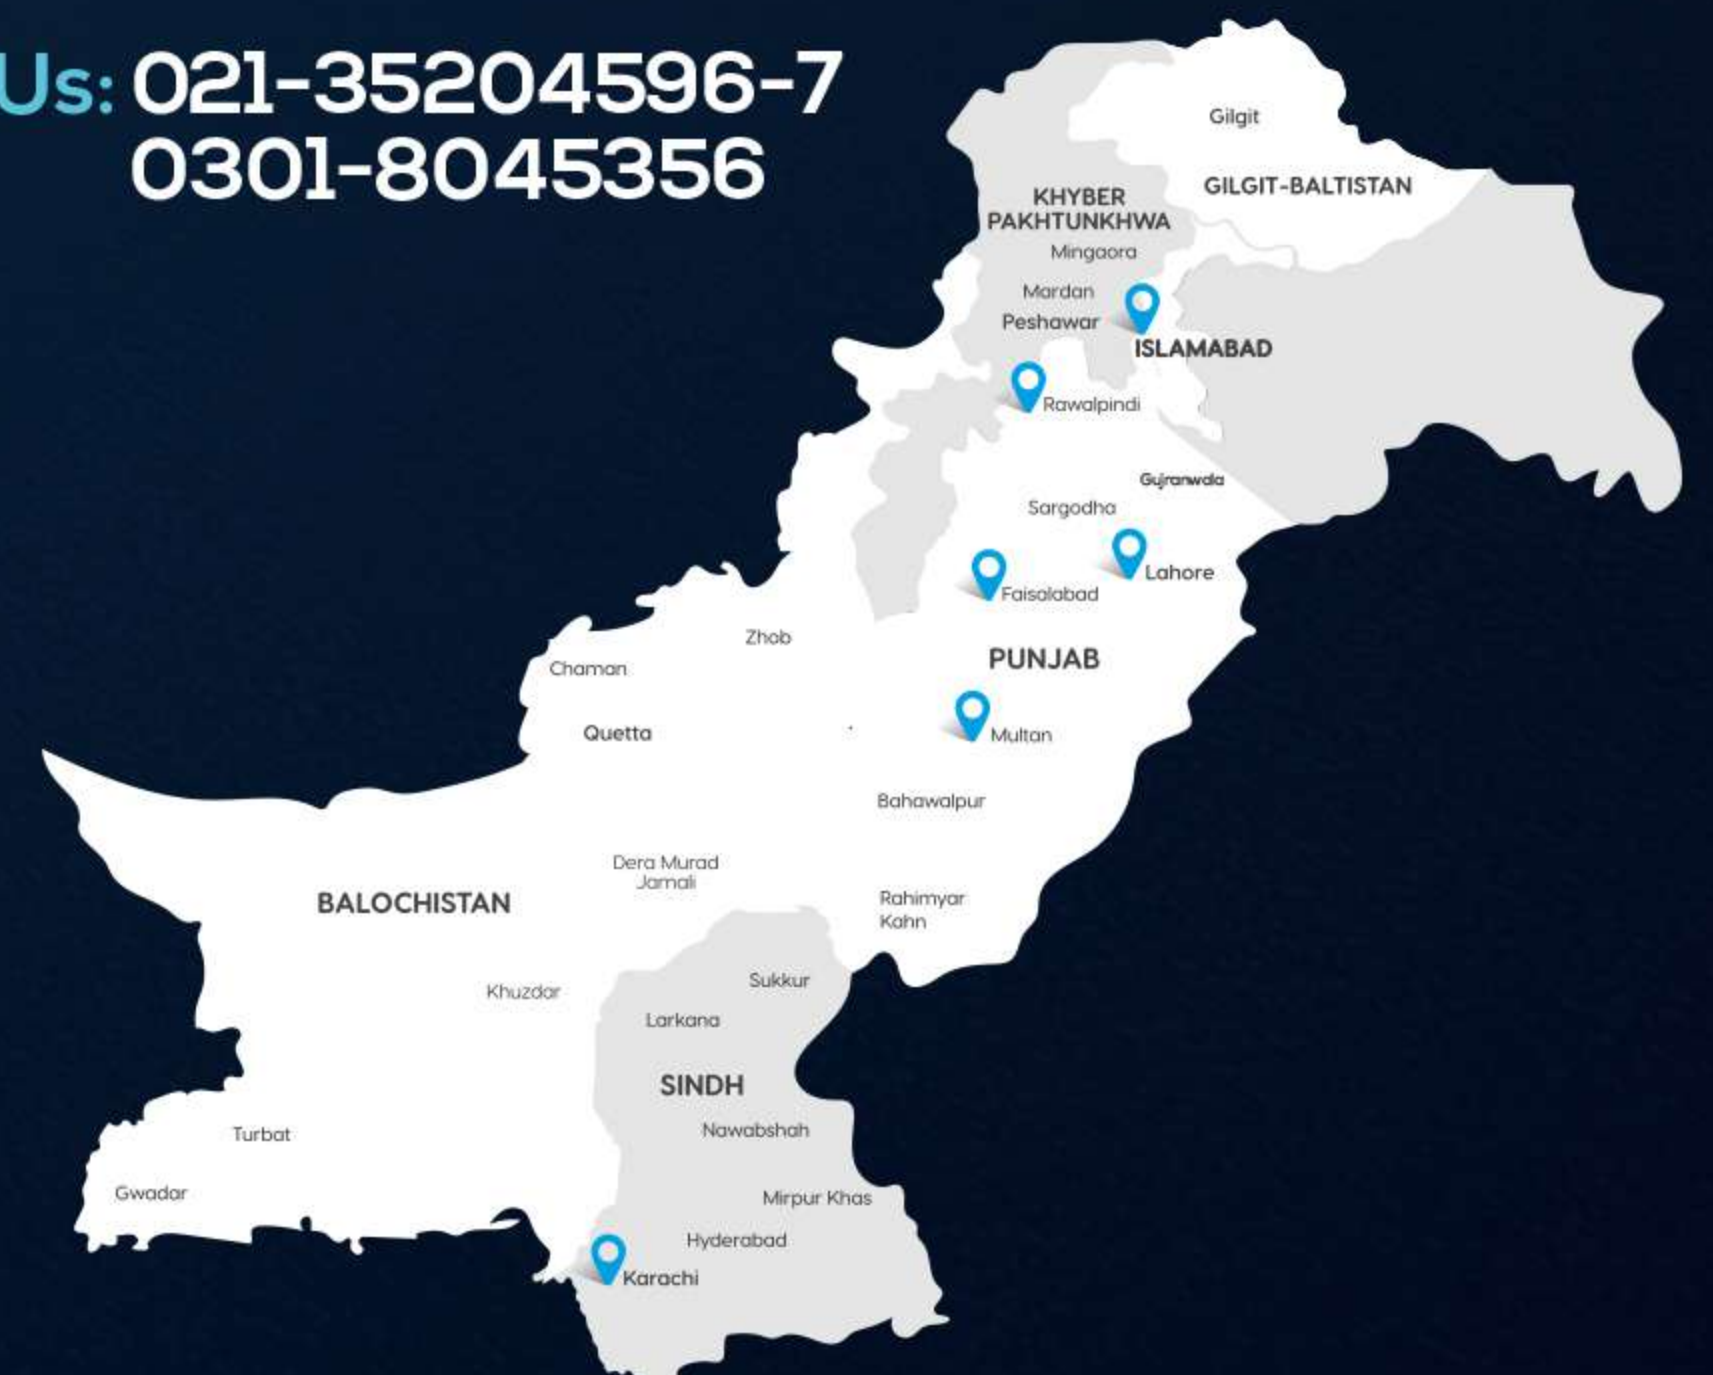 Us: 021-35204596-7
0301-8045356
Gilgit
GILGIT-BALTISTAN
KHYBER
PAKHTUNKHWA
Mingaora
Mardan
Peshawar
ISLAMABAD
Rawalpindi
Gujranwala
Sargodha
Lahore
Faisalabad
Zhob
PUNJAB
Chaman
Quetta
Multan
Bahawalpur
Dera Murad
Jamali
BALOCHISTAN
Rahimyar
Kahn
Sukkur
Khuzdar
Larkana
SINDH
Nawabshah
Turbat
Gwadar
Mirpur Khas
Hyderabad
Karachi